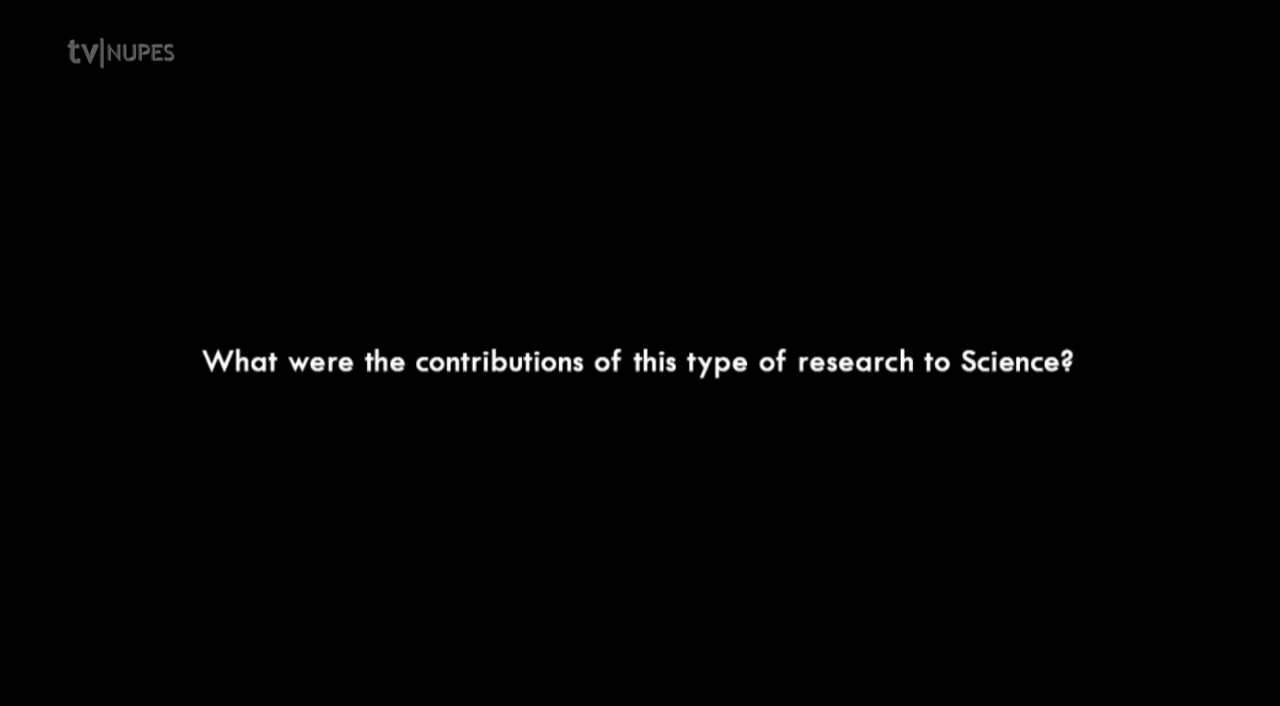 tv|NUPES
What were the contributions of this type of research to Science?